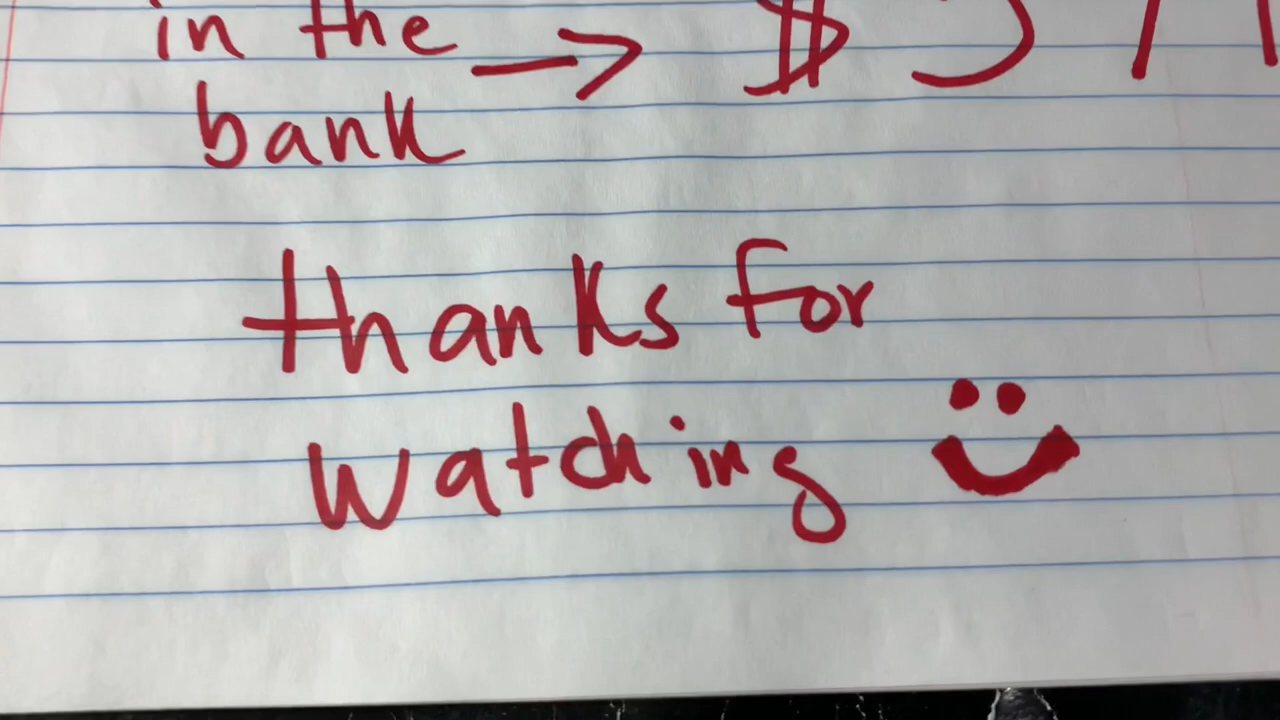 in the → $
bank
thanks for
watching